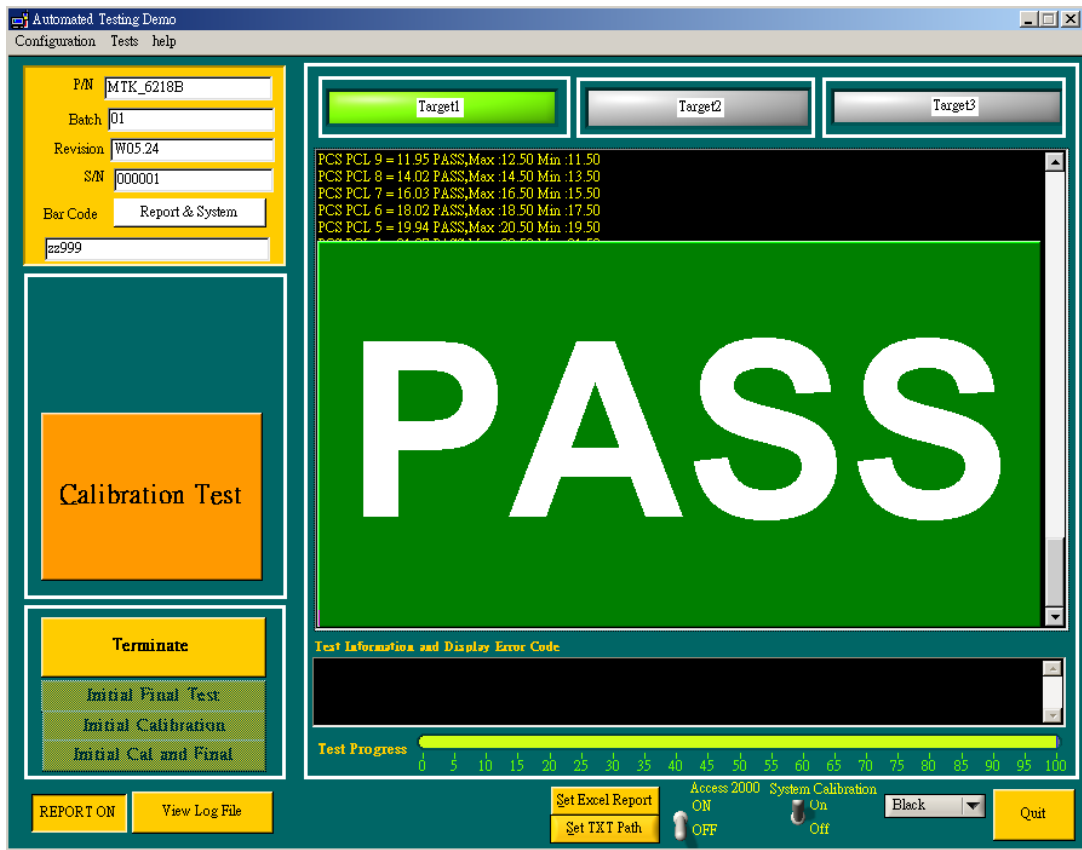 Automated Testing Demo
Configuration Tests help
P/N MTK_6218B
Batch 01
Revision W05.24
S/N 000001
Bar Code Report & System
zz999
Calibration Test
Terminate
Initial Final Test
Initial Calibration
Initial Cal and Final
REPORT ON
View Log File
Target1
Target2
Target3
PCS PCL 9 = 11.95 PASS,Max :12.50 Min :11.50
PCS PCL 8 = 14.02 PASS,Max :14.50 Min :13.50
PCS PCL 7 = 16.03 PASS,Max :16.50 Min :15.50
PCS PCL 6 = 18.02 PASS,Max :18.50 Min :17.50
PCS PCL 5 = 19.94 PASS,Max :20.50 Min :19.50
PASS
Test Information and Display Error Code
Test Progress
0 5 10 15 20 25 30 35 40 45 50 55 60 65 70 75 80 85 90 95 100
Set Excel Report
Set TXT Path
Access 2000
ON
OFF
System Calibration
On
Off
Black
Quit